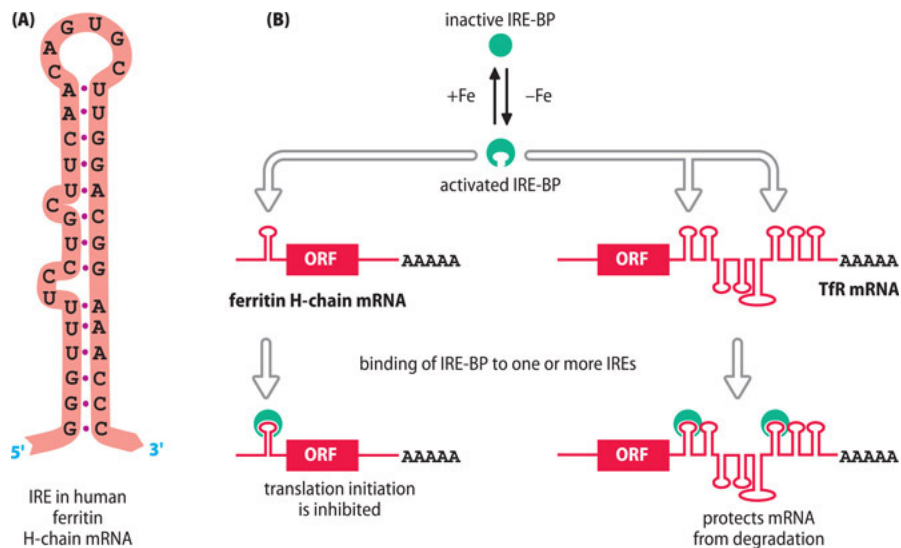 (A)
GGGUUUUCCUGCUUCAACAGUGCUUGGACGGAAACCC
5'
3'
IRE in human
ferritin
H-chain mRNA
(B)
inactive IRE-BP
+Fe
–Fe
activated IRE-BP
ORF
AAAAA
ferritin H-chain mRNA
ORF
AAAAA
TfR mRNA
binding of IRE-BP to one or more IREs
ORF
AAAAA
translation initiation
is inhibited
ORF
AAAAA
protects mRNA
from degradation